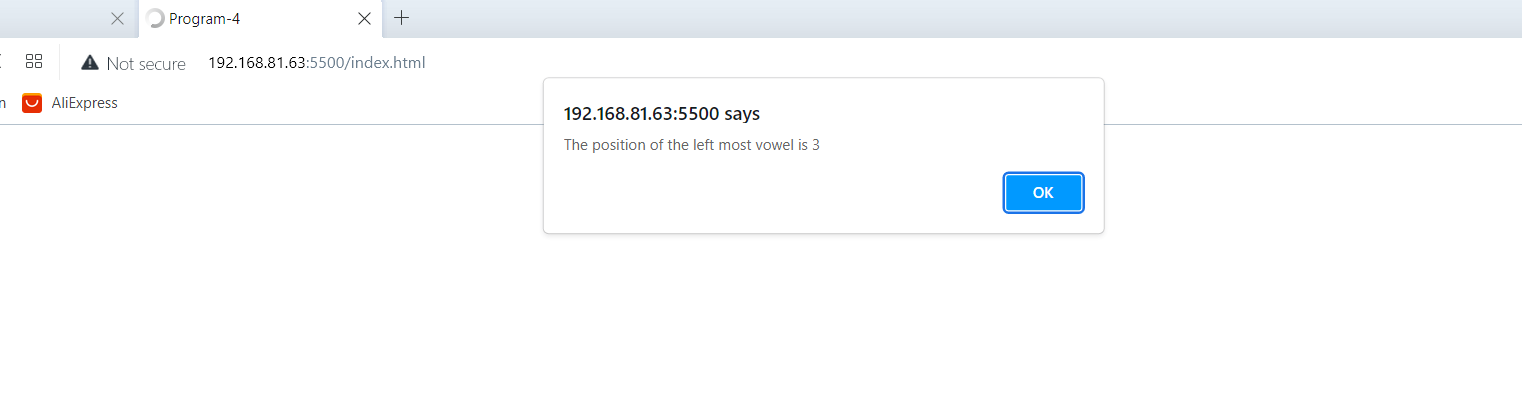 Program-4
Not secure 192.168.81.63:5500/index.html
n AliExpress
192.168.81.63:5500 says
The position of the left most vowel is 3
OK